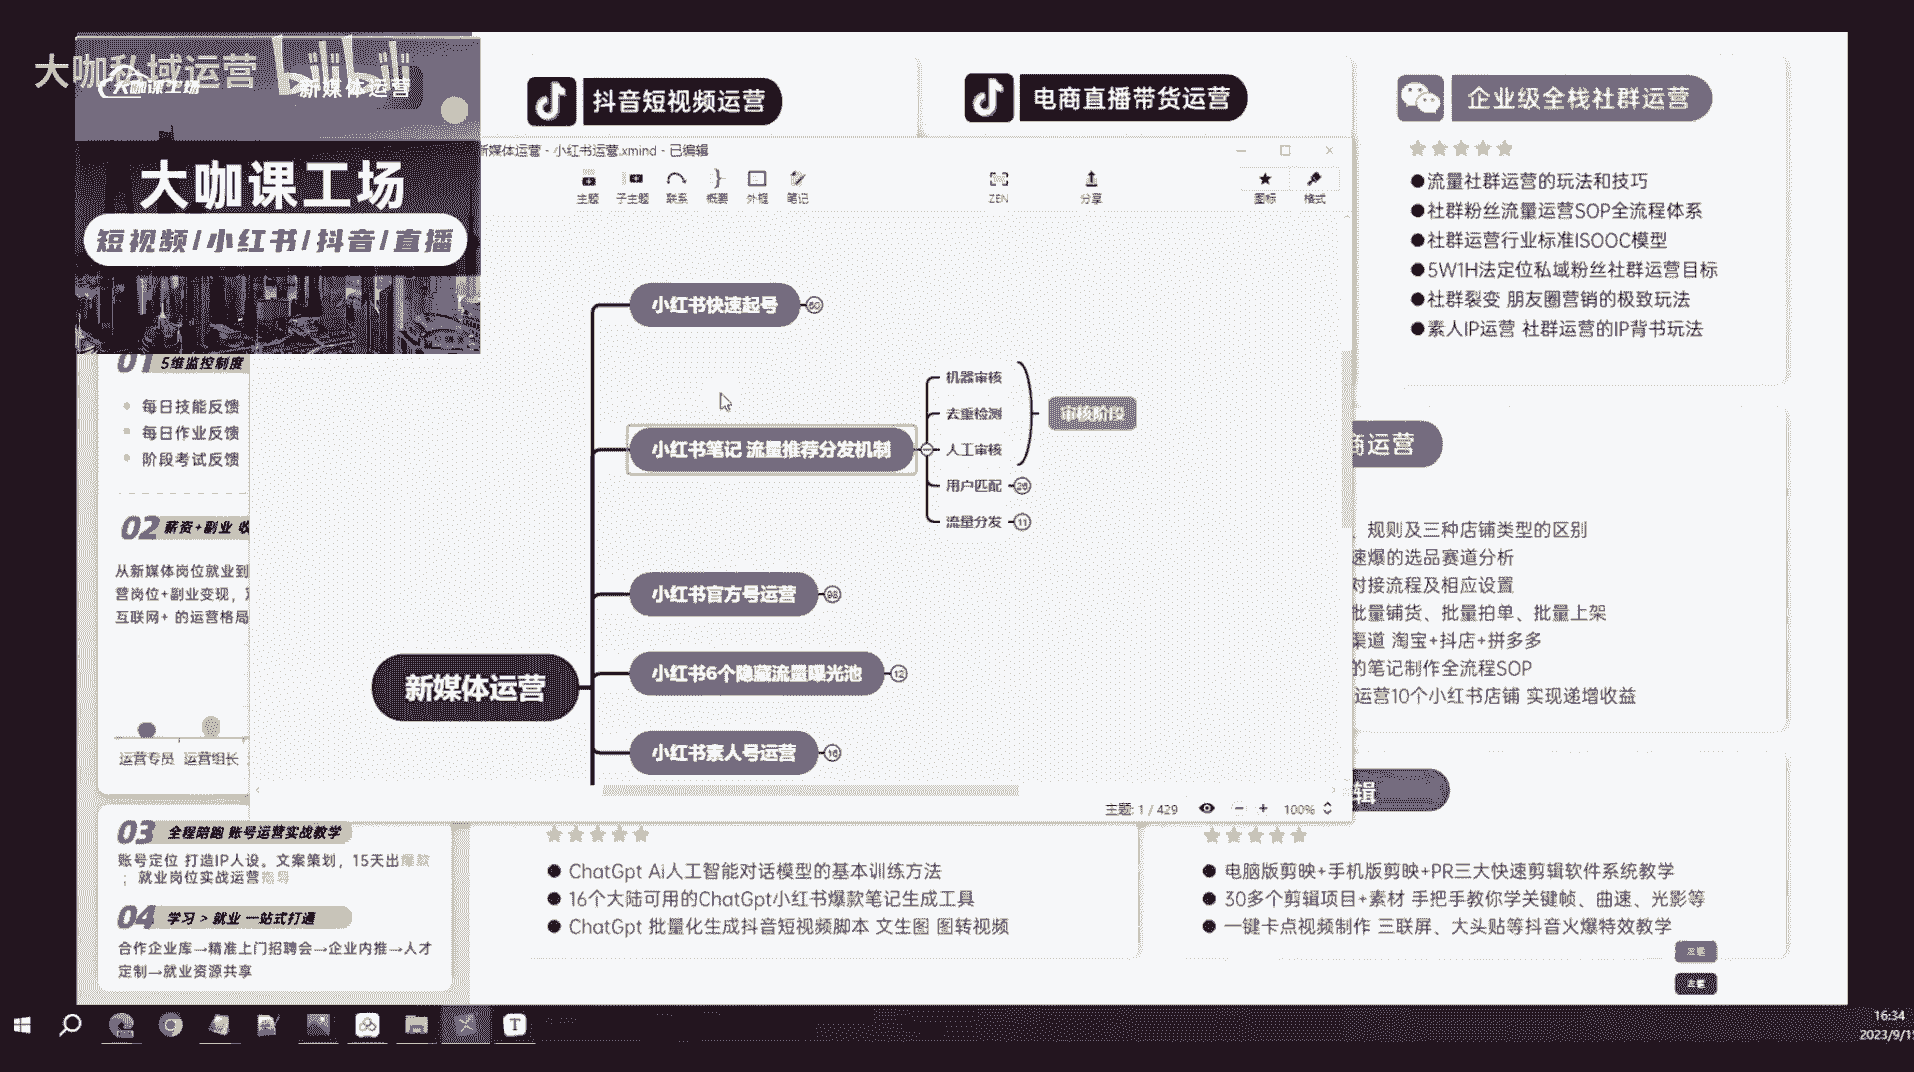 大咖私域运营 bilibili
大咖课工场
新媒体运营
大咖课工场
短视频/小红书/抖音/直播
抖音短视频运营
电商直播带货运营
企业级全栈社群运营
流量社群运营的玩法和技巧
社群粉丝流量运营SOP全流程体系
社群运营行业标准ISOOC模型
5W1H法定位私域粉丝社群运营目标
社群裂变 朋友圈营销的极致玩法
素人IP运营 社群运营的IP背书玩法
新媒体运营 - 小红书运营.xmind - 已编辑
主题
子主题
联系
概要
外框
笔记
ZEN
分享
图标
格式
小红书快速起号
60
小红书笔记 流量推荐分发机制
机器审核
去重检测
人工审核
审核阶段
用户匹配
26
流量分发
11
小红书官方号运营
98
小红书6个隐藏流量曝光池
12
新媒体运营
小红书素人号运营
16
主题: 1 / 429
100%
01 5维监控制度
每日技能反馈
每日作业反馈
阶段考试反馈
02 薪资+副业 收
从新媒体岗位就业到
营岗位+副业变现，
互联网+ 的运营格局
运营专员
运营组长
03 全程陪跑 账号运营实战教学
账号定位 打造IP人设。文案策划，15天出爆款
；就业岗位实战运营指导
04 学习 > 就业 一站式打通
合作企业库→精准上门招聘会→企业内推→人才
定制→就业资源共享
商运营
规则及三种店铺类型的区别
速爆的选品赛道分析
对接流程及相应设置
批量铺货、批量拍单、批量上架
渠道 淘宝+抖店+拼多多
的笔记制作全流程SOP
运营10个小红书店铺 实现递增收益
辑
ChatGpt Ai人工智能对话模型的基本训练方法
16个大陆可用的ChatGpt小红书爆款笔记生成工具
ChatGpt 批量化生成抖音短视频脚本 文生图 图转视频
电脑版剪映+手机版剪映+PR三大快速剪辑软件系统教学
30多个剪辑项目+素材 手把手教你学关键帧、曲速、光影等
一键卡点视频制作 三联屏、大头贴等抖音火爆特效教学
左键
左键
16:34
2023/9/1